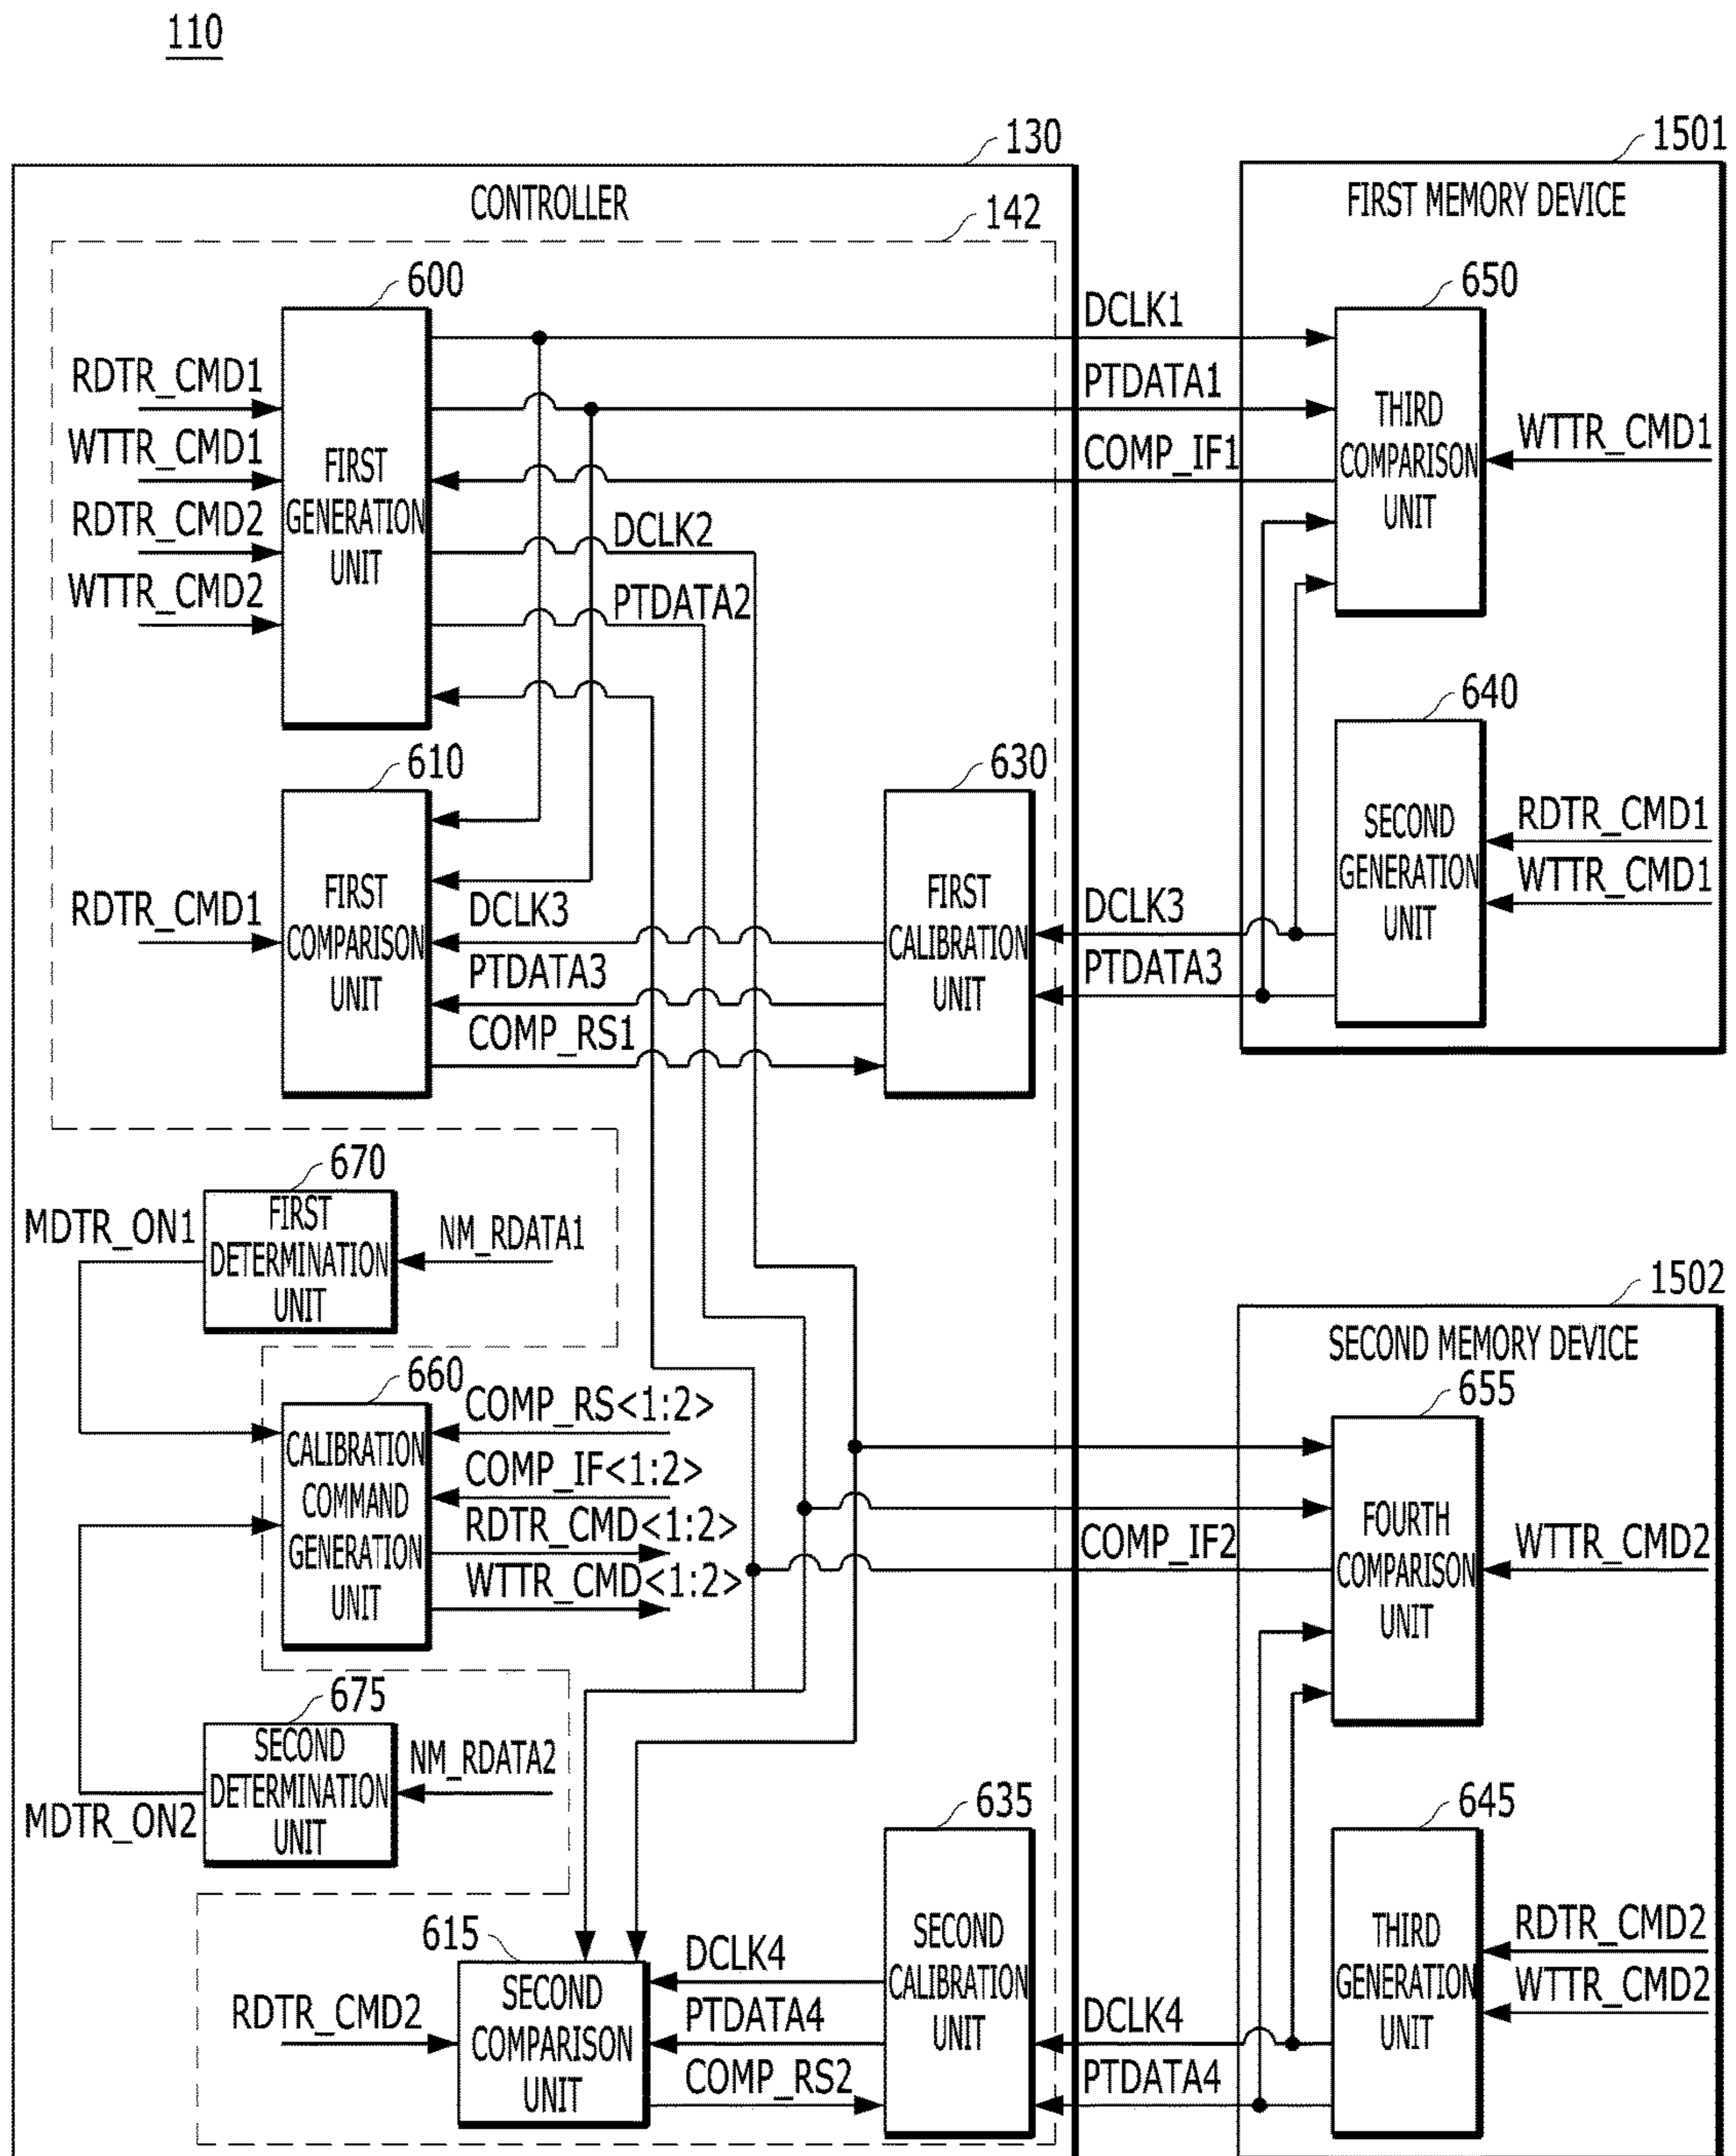 110
130
CONTROLLER
142
1501
FIRST MEMORY DEVICE
600
FIRST
GENERATION
UNIT
RDTR_CMD1
WTTR_CMD1
RDTR_CMD2
WTTR_CMD2
DCLK1
PTDATA1
COMP_IF1
DCLK2
PTDATA2
650
THIRD
COMPARISON
UNIT
WTTR_CMD1
640
SECOND
GENERATION
UNIT
RDTR_CMD1
WTTR_CMD1
610
FIRST
COMPARISON
UNIT
RDTR_CMD1
DCLK3
PTDATA3
COMP_RS1
630
FIRST
CALIBRATION
UNIT
DCLK3
PTDATA3
670
FIRST
DETERMINATION
UNIT
MDTR_ON1
NM_RDATA1
660
CALIBRATION
COMMAND
GENERATION
UNIT
COMP_RS<1:2>
COMP_IF<1:2>
RDTR_CMD<1:2>
WTTR_CMD<1:2>
675
SECOND
DETERMINATION
UNIT
NM_RDATA2
MDTR_ON2
1502
SECOND MEMORY DEVICE
655
FOURTH
COMPARISON
UNIT
COMP_IF2
WTTR_CMD2
645
THIRD
GENERATION
UNIT
RDTR_CMD2
WTTR_CMD2
635
SECOND
CALIBRATION
UNIT
DCLK4
PTDATA4
615
SECOND
COMPARISON
UNIT
RDTR_CMD2
DCLK4
PTDATA4
COMP_RS2